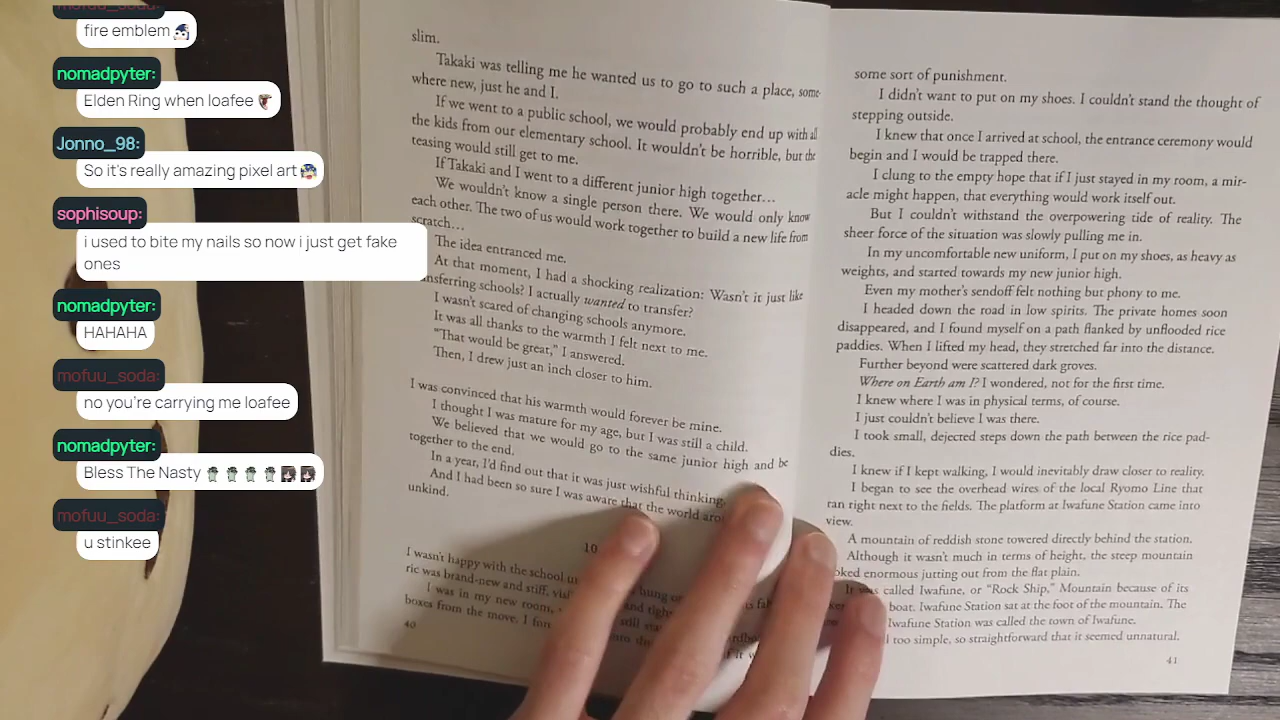 mofuu_soda:
fire emblem
nomadpyter:
Elden Ring when loafee
Jonno_98:
So it's really amazing pixel art
sophisoup:
i used to bite my nails so now i just get fake
ones
nomadpyter:
HAHAHA
mofuu_soda:
no you're carrying me loafee
nomadpyter:
Bless The Nasty
mofuu_soda:
u stinkee
slim.
Takaki was telling me he wanted us to go to such a place, some-
where new, just he and I.
If we went to a public school, we would probably end up with all
the kids from our elementary school. It wouldn't be horrible, but the
teasing would still get to me.
If Takaki and I went to a different junior high together…
We wouldn't know a single person there. We would only know
each other. The two of us would work together to build a new life from
scratch…
The idea entranced me.
At that moment, I had a shocking realization: Wasn't it just like
ansferring schools? I actually wanted to transfer?
I wasn't scared of changing schools anymore.
It was all thanks to the warmth I felt next to me.
"That would be great," I answered.
Then, I drew just an inch closer to him.
I was convinced that his warmth would forever be mine.
I thought I was mature for my age, but I was still a child.
We believed that we would go to the same junior high and be
together to the end.
In a year, I'd find out that it was just wishful thinking.
And I had been so sure I was aware that the world aro
unkind.
10
I wasn't happy with the school u
ric was brand-new and stiff,
I was in my new room,
boxes from the move. I
40
some sort of punishment.
I didn't want to put on my shoes. I couldn't stand the thought of
stepping outside.
I knew that once I arrived at school, the entrance ceremony would
begin and I would be trapped there.
I clung to the empty hope that if I just stayed in my room, a mir-
acle might happen, that everything would work itself out.
But I couldn't withstand the overpowering tide of reality. The
sheer force of the situation was slowly pulling me in.
In my uncomfortable new uniform, I put on my shoes, as heavy as
weights, and started towards my new junior high.
Even my mother's sendoff felt nothing but phony to me.
I headed down the road in low spirits. The private homes soon
disappeared, and I found myself on a path flanked by unflooded rice
paddies. When I lifted my head, they stretched far into the distance.
Further beyond were scattered dark groves.
Where on Earth am I? I wondered, not for the first time.
I knew where I was in physical terms, of course.
I just couldn't believe I was there.
I took small, dejected steps down the path between the rice pad-
dies.
I knew if I kept walking, I would inevitably draw closer to reality.
I began to see the overhead wires of the local Ryomo Line that
ran right next to the fields. The platform at Iwafune Station came into
view.
A mountain of reddish stone towered directly behind the station.
Although it wasn't much in terms of height, the steep mountain
oked enormous jutting out from the flat plain.
It was called Iwafune, or "Rock Ship," Mountain because of its
boat. Iwafune Station sat at the foot of the mountain. The
Iwafune Station was called the town of Iwafune.
too simple, so straightforward that it seemed unnatural.
41